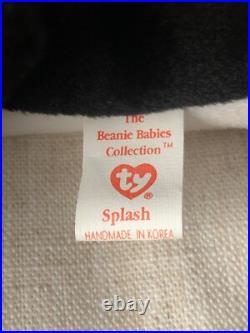 The
Beanie Babies
Collection™
ty®
Splash
HANDMADE IN KOREA